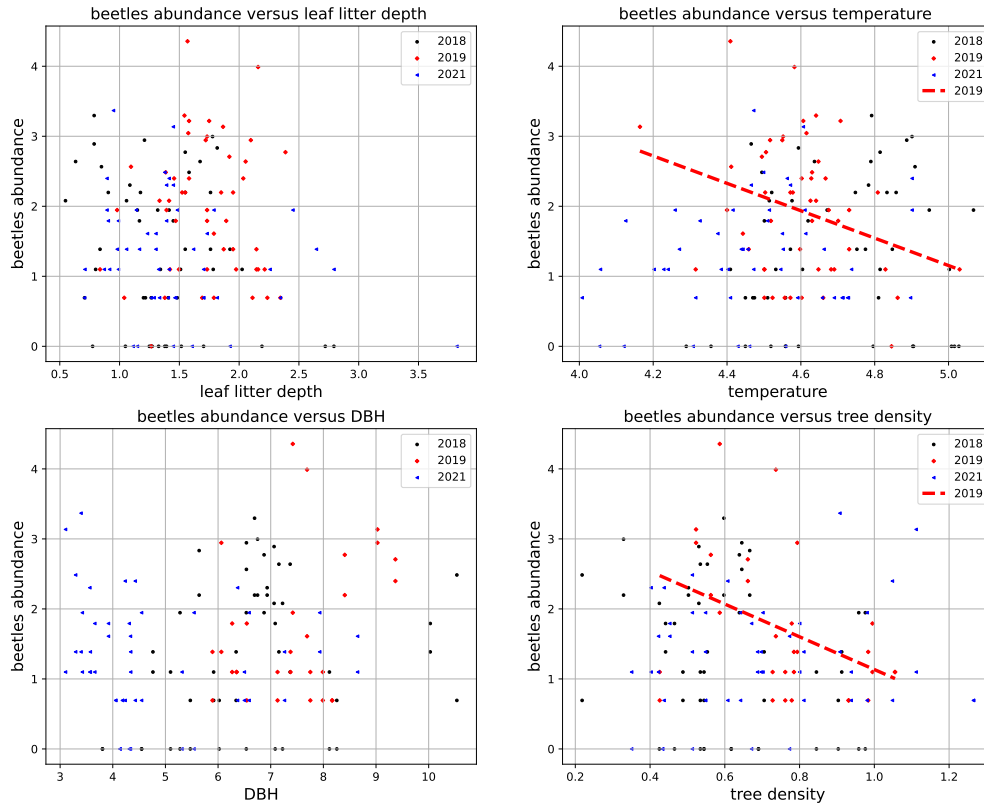 beetles abundance versus leaf litter depth
beetles abundance
4
3
2
1
0
0.5 1.0 1.5 2.0 2.5 3.0 3.5
leaf litter depth
2018
2019
2021
beetles abundance versus temperature
beetles abundance
4
3
2
1
0
4.0 4.2 4.4 4.6 4.8 5.0
temperature
2018
2019
2021
2019
beetles abundance versus DBH
beetles abundance
4
3
2
1
0
3 4 5 6 7 8 9 10
DBH
2018
2019
2021
beetles abundance versus tree density
beetles abundance
4
3
2
1
0
0.2 0.4 0.6 0.8 1.0 1.2
tree density
2018
2019
2021
2019